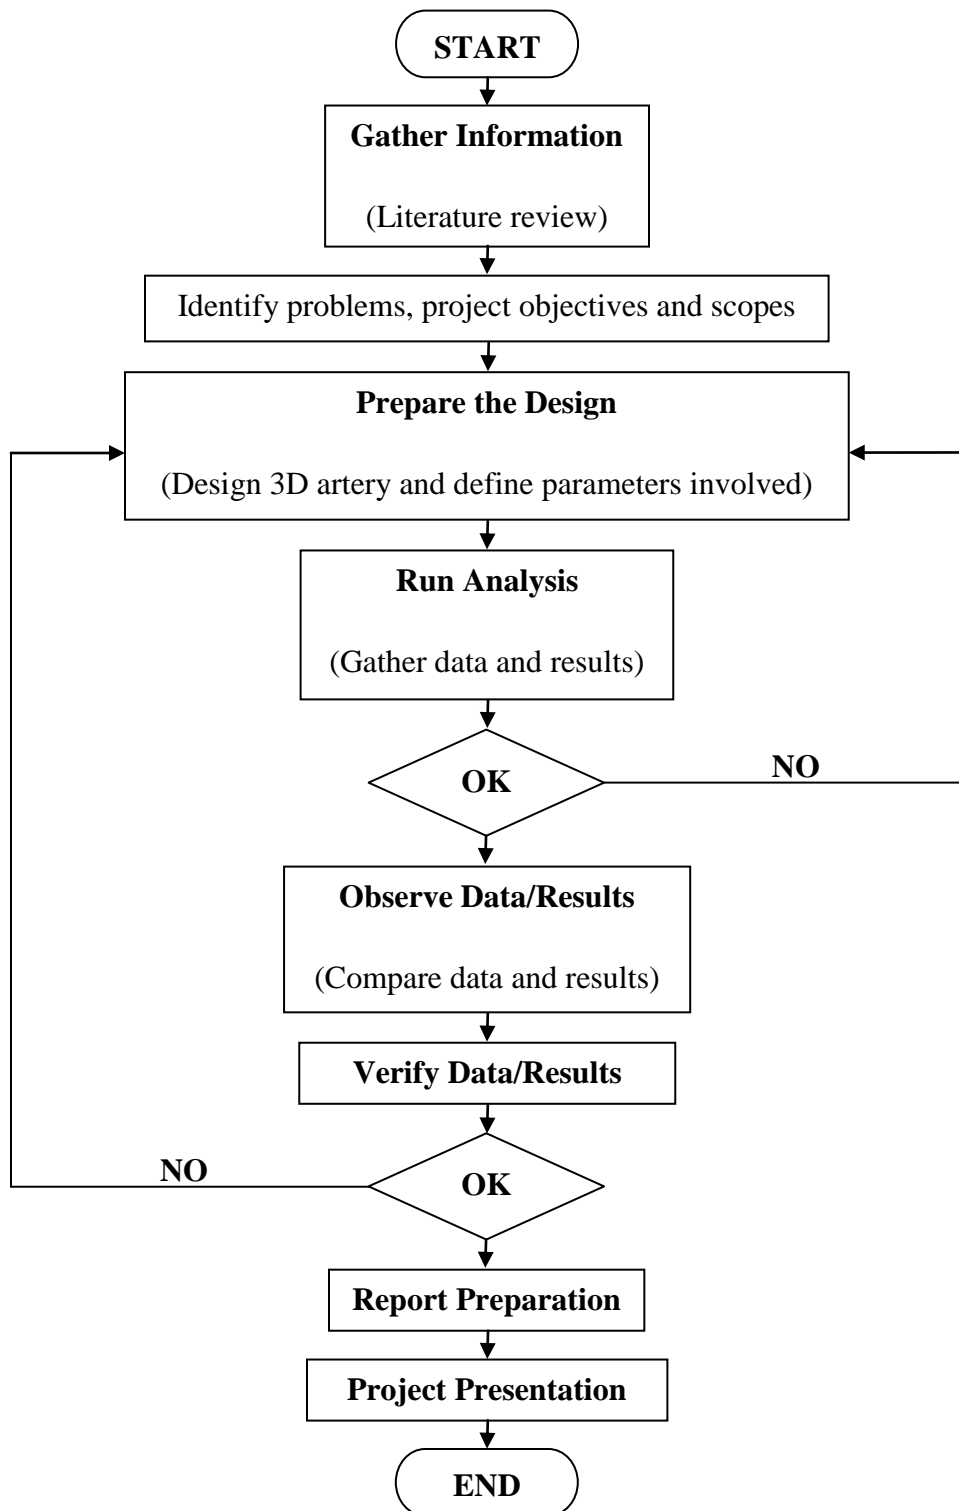 START
Gather Information
(Literature review)
Identify problems, project objectives and scopes
Prepare the Design
(Design 3D artery and define parameters involved)
Run Analysis
(Gather data and results)
OK
NO
Observe Data/Results
(Compare data and results)
Verify Data/Results
NO
OK
Report Preparation
Project Presentation
END